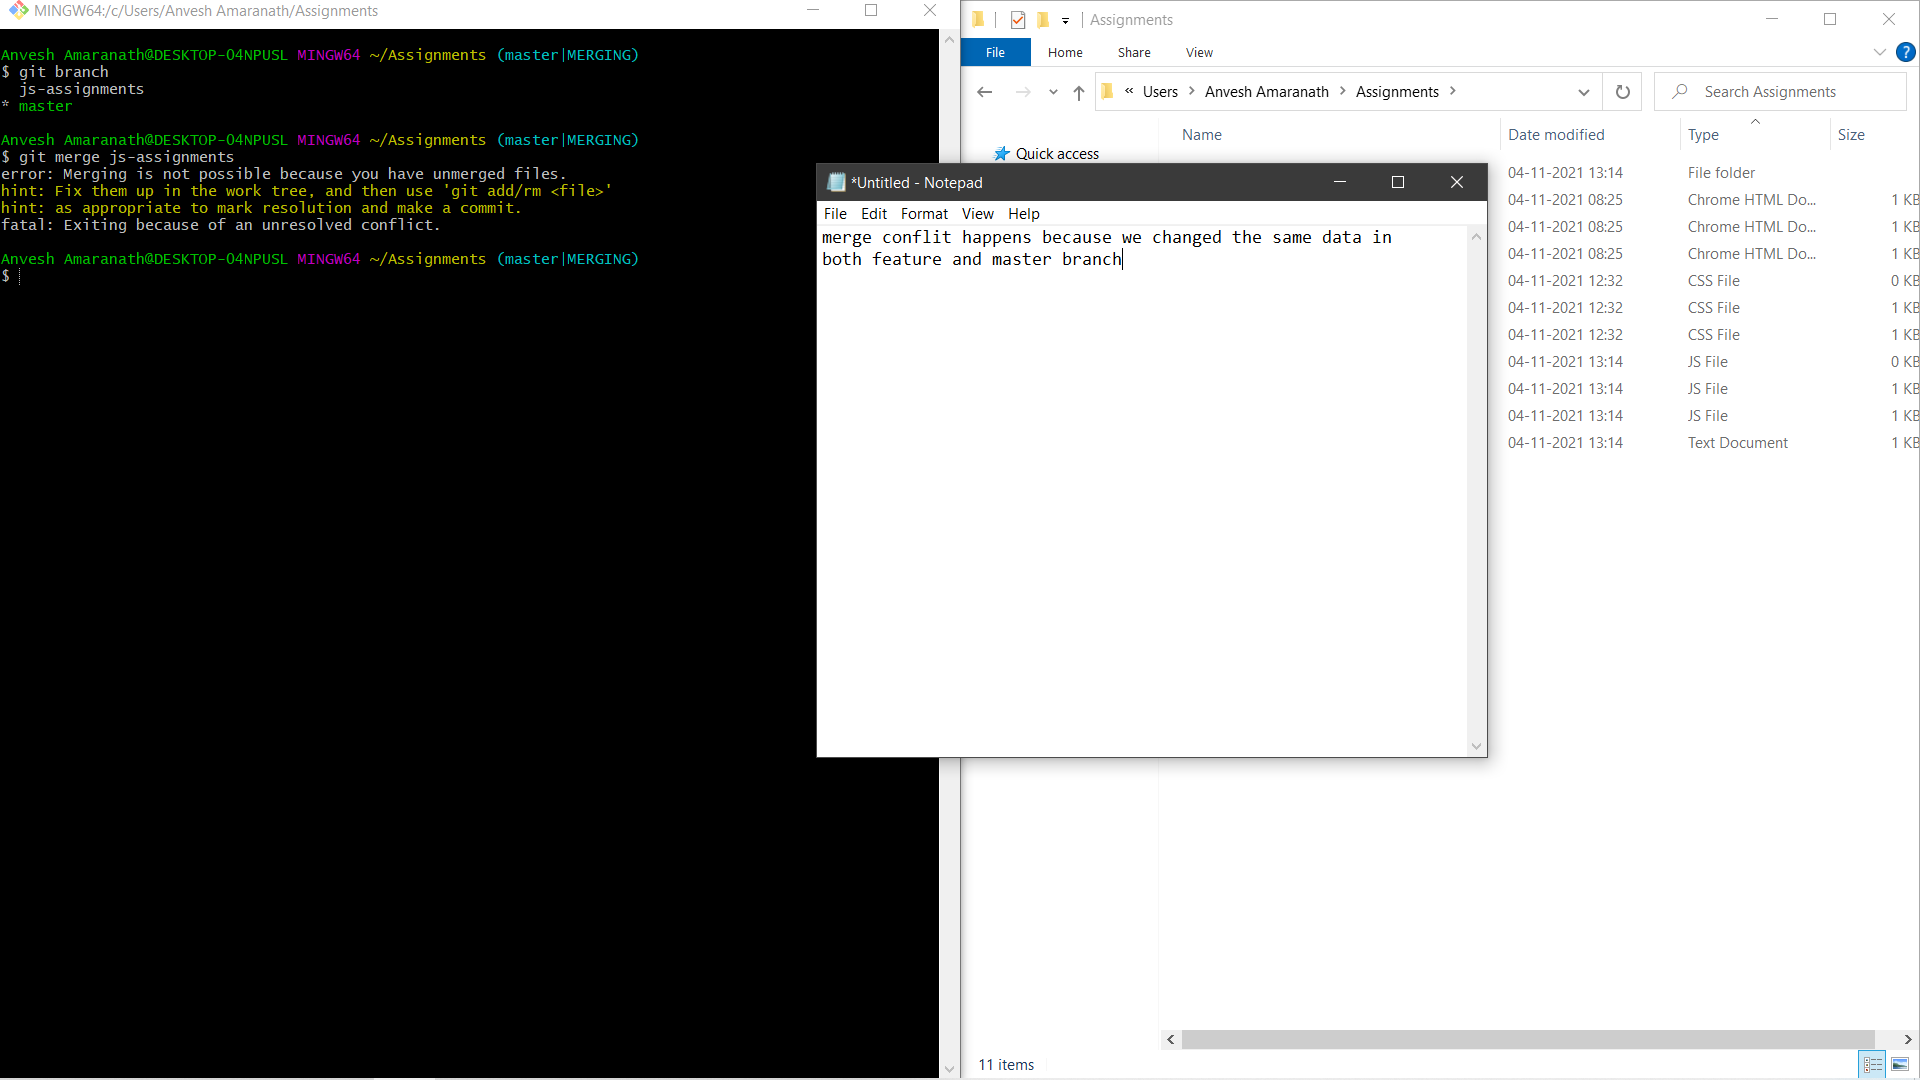 MINGW64:/c/Users/Anvesh Amaranath/Assignments
Anvesh Amaranath@DESKTOP-O4NPUSL MINGW64 ~/Assignments (master|MERGING)
$ git branch
js-assignments
* master
Anvesh Amaranath@DESKTOP-O4NPUSL MINGW64 ~/Assignments (master|MERGING)
$ git merge js-assignments
error: Merging is not possible because you have unmerged files.
hint: Fix them up in the work tree, and then use 'git add/rm <file>'
hint: as appropriate to mark resolution and make a commit.
fatal: Exiting because of an unresolved conflict.
Anvesh Amaranath@DESKTOP-O4NPUSL MINGW64 ~/Assignments (master|MERGING)
$
Assignments
File Home Share View
« Users > Anvesh Amaranath > Assignments >
Search Assignments
Name Date modified Type Size
Quick access
04-11-2021 13:14 File folder
04-11-2021 08:25 Chrome HTML Do... 1 KB
04-11-2021 08:25 Chrome HTML Do... 1 KB
04-11-2021 08:25 Chrome HTML Do... 1 KB
04-11-2021 12:32 CSS File 0 KB
04-11-2021 12:32 CSS File 1 KB
04-11-2021 12:32 CSS File 1 KB
04-11-2021 13:14 JS File 0 KB
04-11-2021 13:14 JS File 1 KB
04-11-2021 13:14 JS File 1 KB
04-11-2021 13:14 Text Document 1 KB
11 items
*Untitled - Notepad
File Edit Format View Help
merge conflit happens because we changed the same data in
both feature and master branch